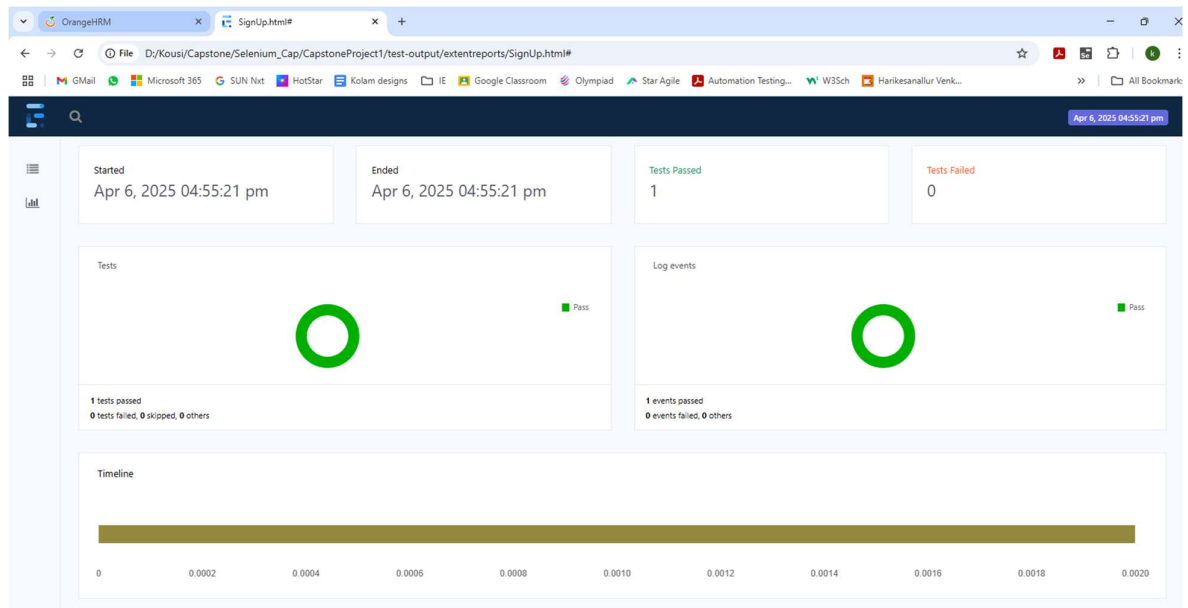 OrangeHRM
SignUp.html#
File D:/Kousi/Capstone/Selenium_Cap/CapstoneProject1/test-output/extentreports/SignUp.html#
GMail Microsoft 365 SUN Nxt HotStar Kolam designs IE Google Classroom Olympiad Star Agile Automation Testing... W3Sch Harikesanallur Venk... All Bookmarks
Apr 6, 2025 04:55:21 pm
Started
Apr 6, 2025 04:55:21 pm
Ended
Apr 6, 2025 04:55:21 pm
Tests Passed
1
Tests Failed
0
Tests
Pass
1 tests passed
0 tests failed, 0 skipped, 0 others
Log events
Pass
1 events passed
0 events failed, 0 others
Timeline
0 0.0002 0.0004 0.0006 0.0008 0.0010 0.0012 0.0014 0.0016 0.0018 0.0020